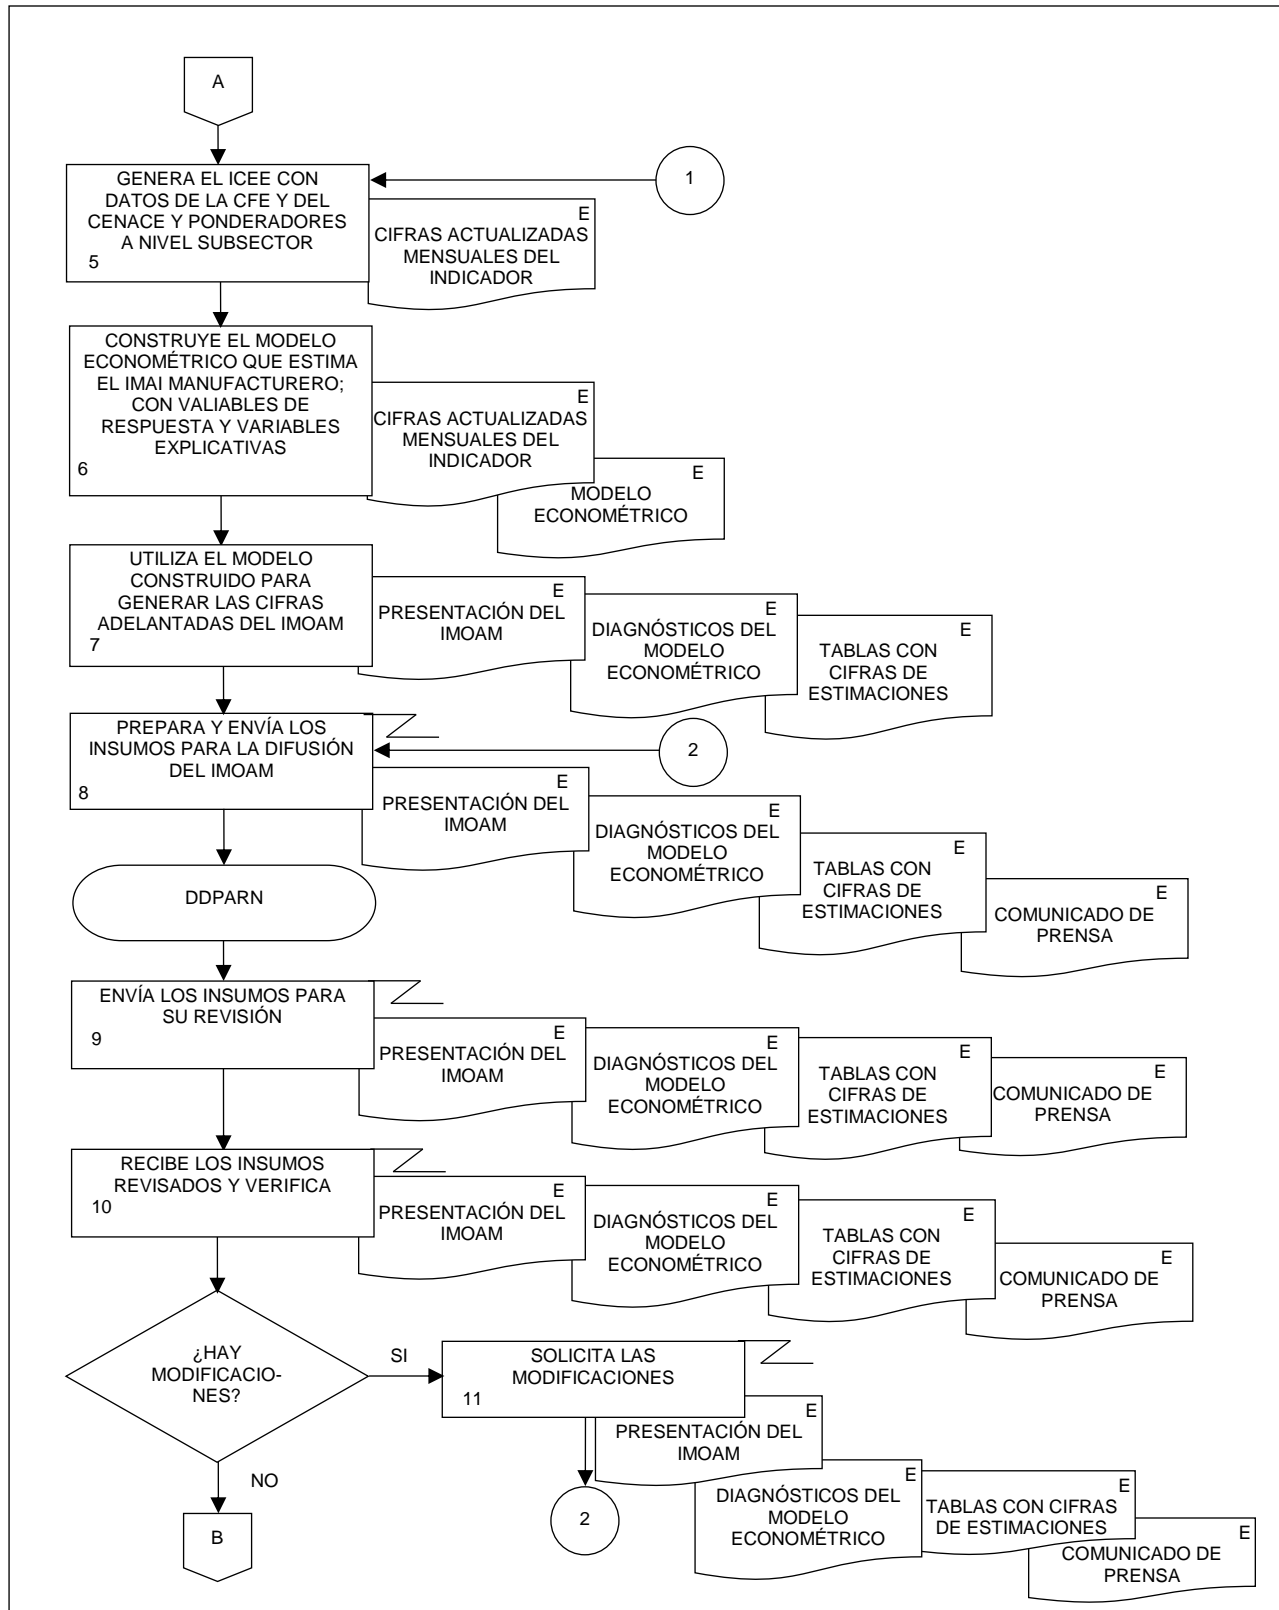 A
GENERA EL ICEE CON
DATOS DE LA CFE Y DEL
CENACE Y PONDERADORES
A NIVEL SUBSECTOR
5
1
E
CIFRAS ACTUALIZADAS
MENSUALES DEL
INDICADOR
CONSTRUYE EL MODELO
ECONOMÉTRICO QUE ESTIMA
EL IMAI MANUFACTURERO;
CON VALIABLES DE
RESPUESTA Y VARIABLES
EXPLICATIVAS
6
E
CIFRAS ACTUALIZADAS
MENSUALES DEL
INDICADOR
E
MODELO
ECONOMÉTRICO
UTILIZA EL MODELO
CONSTRUIDO PARA
GENERAR LAS CIFRAS
ADELANTADAS DEL IMOAM
7
E
PRESENTACIÓN DEL
IMOAM
E
DIAGNÓSTICOS DEL
MODELO
ECONOMÉTRICO
E
TABLAS CON
CIFRAS DE
ESTIMACIONES
PREPARA Y ENVÍA LOS
INSUMOS PARA LA DIFUSIÓN
DEL IMOAM
8
2
E
PRESENTACIÓN DEL
IMOAM
E
DIAGNÓSTICOS DEL
MODELO
ECONOMÉTRICO
E
TABLAS CON
CIFRAS DE
ESTIMACIONES
E
COMUNICADO DE
PRENSA
DDPARN
ENVÍA LOS INSUMOS PARA
SU REVISIÓN
9
E
PRESENTACIÓN DEL
IMOAM
E
DIAGNÓSTICOS DEL
MODELO
ECONOMÉTRICO
E
TABLAS CON
CIFRAS DE
ESTIMACIONES
E
COMUNICADO DE
PRENSA
RECIBE LOS INSUMOS
REVISADOS Y VERIFICA
10
E
PRESENTACIÓN DEL
IMOAM
E
DIAGNÓSTICOS DEL
MODELO
ECONOMÉTRICO
E
TABLAS CON
CIFRAS DE
ESTIMACIONES
E
COMUNICADO DE
PRENSA
¿HAY
MODIFICACIO-
NES?
SI
SOLICITA LAS
MODIFICACIONES
11
E
PRESENTACIÓN DEL
IMOAM
E
DIAGNÓSTICOS DEL
MODELO
ECONOMÉTRICO
E
TABLAS CON CIFRAS
DE ESTIMACIONES
E
COMUNICADO DE
PRENSA
NO
2
B